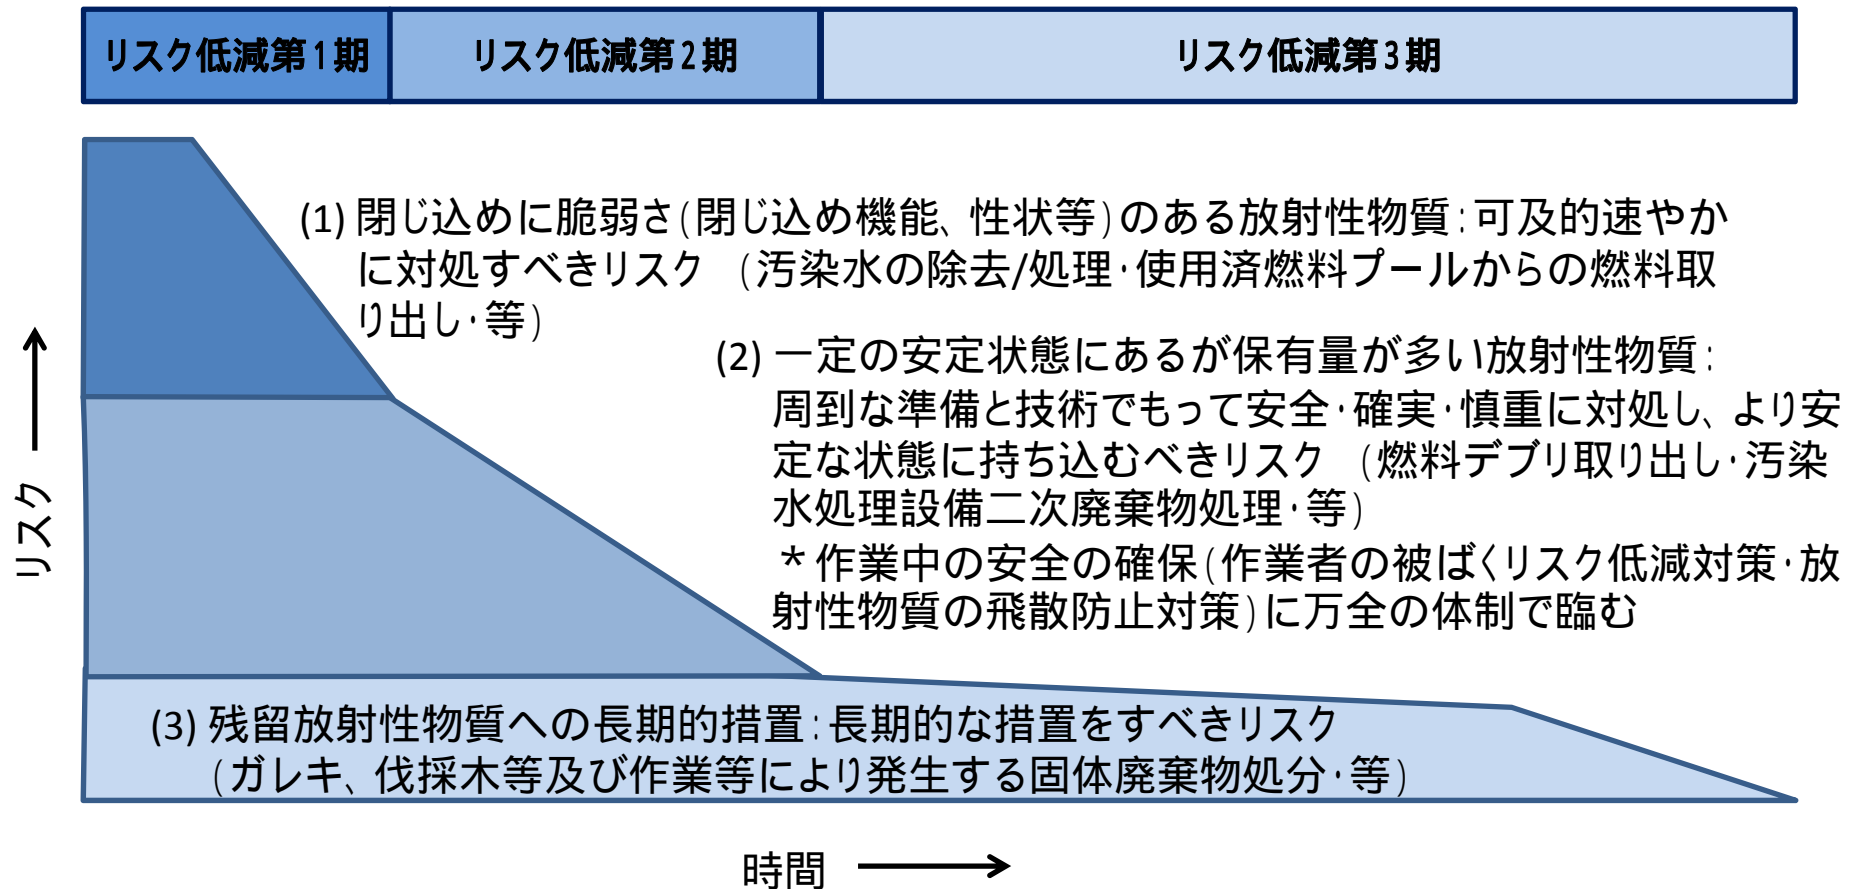 リスク低減第1期
リスク低減第2期
リスク低減第3期
(1) 閉じ込めに脆弱さ(閉じ込め機能、性状等)のある放射性物質:可及的速やか
に対処すべきリスク (汚染水の除去/処理・使用済燃料プールからの燃料取
り出し・等)
(2) 一定の安定状態にあるが保有量が多い放射性物質:
周到な準備と技術でもって安全・確実・慎重に対処し、より安
定な状態に持ち込むべきリスク (燃料デブリ取り出し・汚染
水処理設備二次廃棄物処理・等)
*作業中の安全の確保(作業者の被ばくリスク低減対策・放
射性物質の飛散防止対策)に万全の体制で臨む
リスク
(3) 残留放射性物質への長期的措置:長期的な措置をすべきリスク
(ガレキ、伐採木等及び作業等により発生する固体廃棄物処分・等)
時間